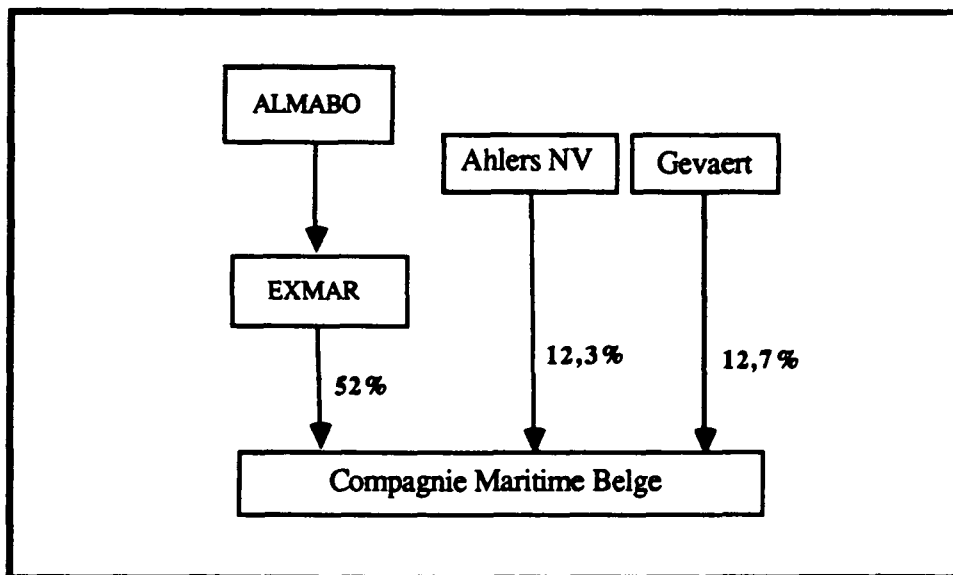 ALMABO
Ahlers NV
Gevaert
EXMAR
52%
12,3%
12,7%
Compagnie Maritime Belge